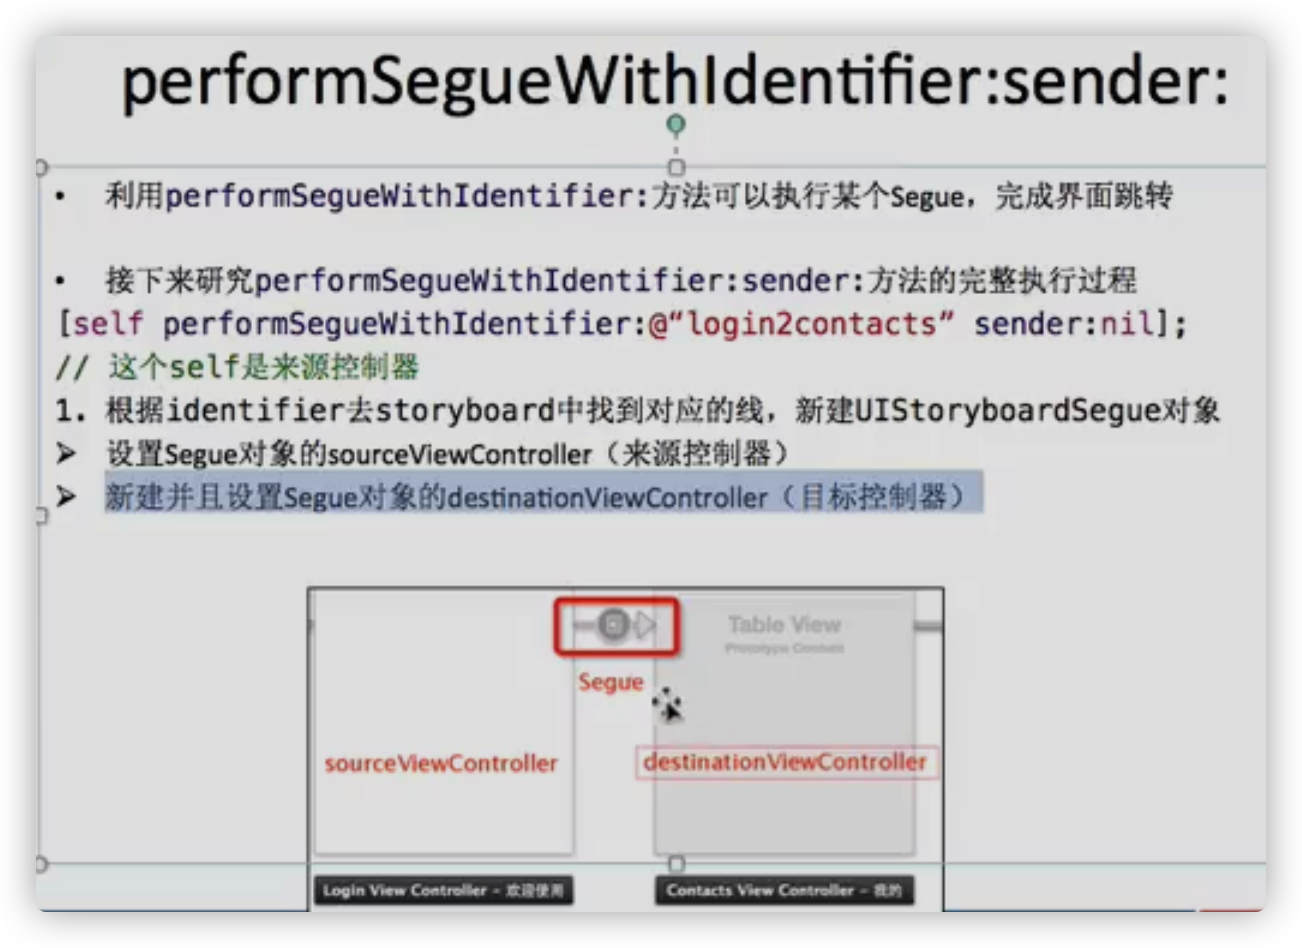 performSegueWithIdentifier:sender:
• 利用performSegueWithIdentifier:方法可以执行某个Segue，完成界面跳转
• 接下来研究performSegueWithIdentifier:sender:方法的完整执行过程
[self performSegueWithIdentifier:@“login2contacts” sender:nil];
// 这个self是来源控制器
1. 根据identifier去storyboard中找到对应的线，新建UIStoryboardSegue对象
➢ 设置Segue对象的sourceViewController（来源控制器）
➢ 新建并且设置Segue对象的destinationViewController（目标控制器）
Table View
Prototype Content
Segue
sourceViewController
destinationViewController
Login View Controller - 欢迎使用
Contacts View Controller - 我的